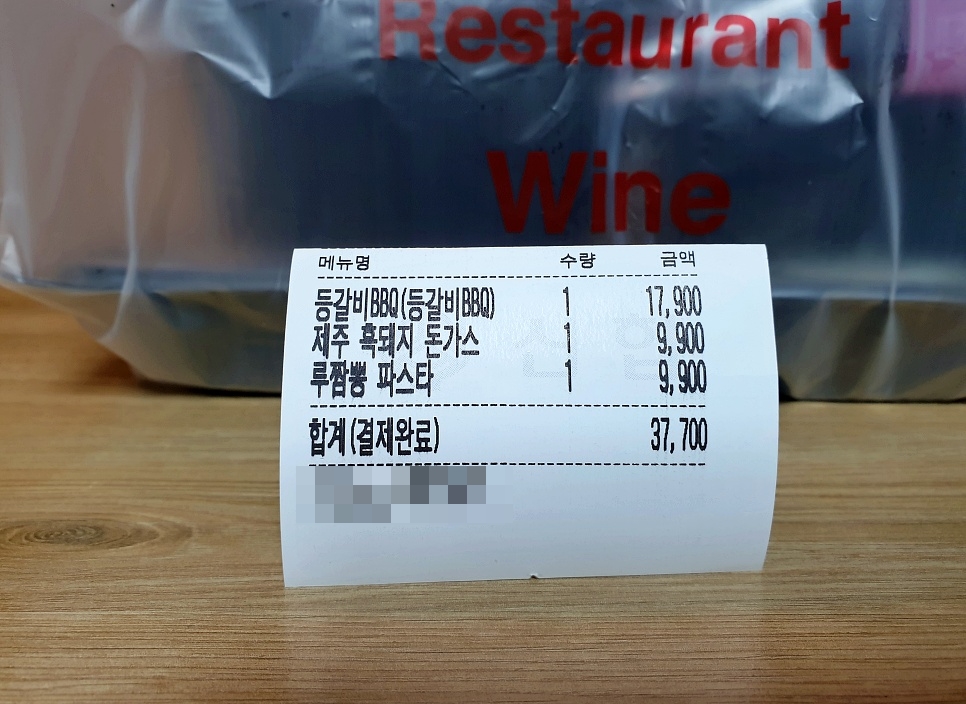 Restaurant
Wine
메뉴명 수량 금액
등갈비BBQ(등갈비BBQ) 1 17,900
제주 흑돼지 돈가스 1 9,900
루짬뽕 파스타 1 9,900
합계(결제완료) 37,700